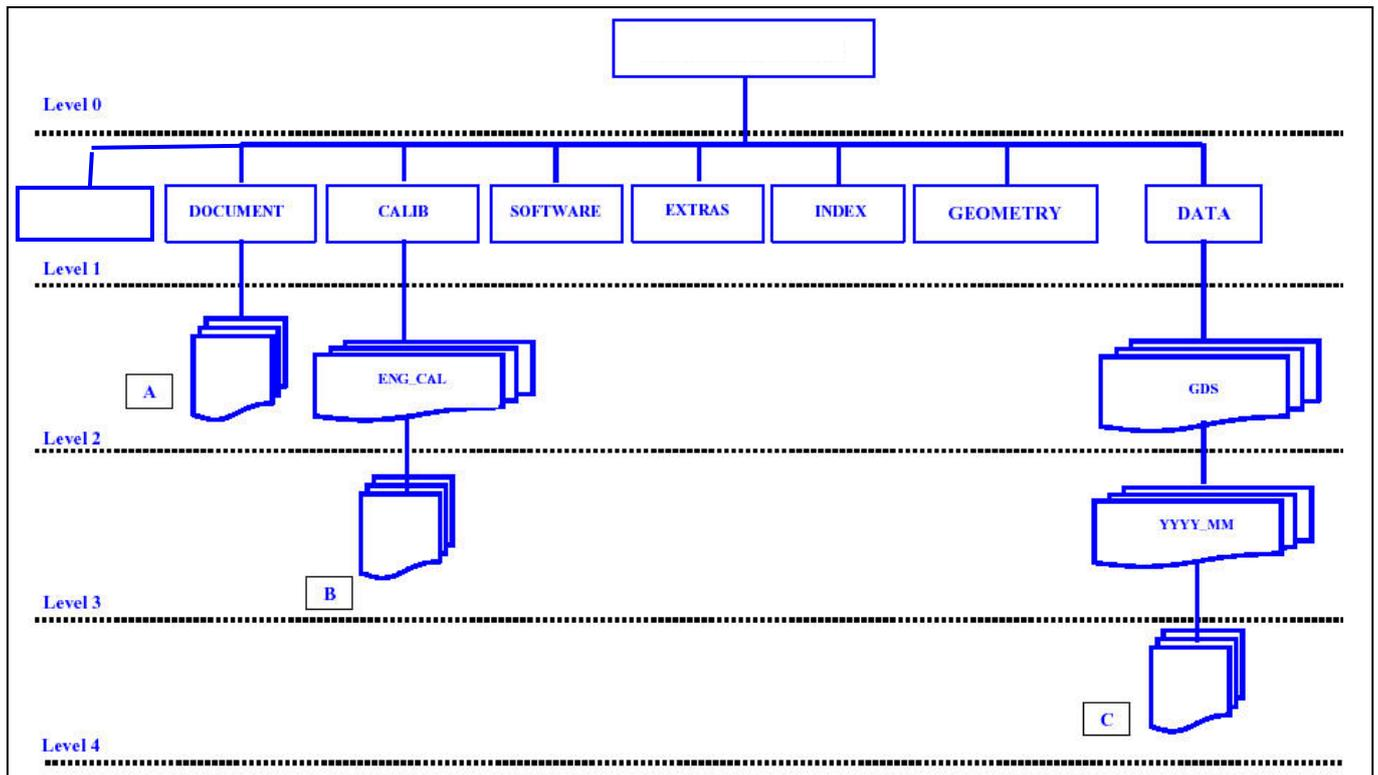 Level 0
DOCUMENT
CALIB
SOFTWARE
EXTRAS
INDEX
GEOMETRY
DATA
Level 1
A
ENG_CAL
GDS
Level 2
YYYY_MM
B
Level 3
C
Level 4